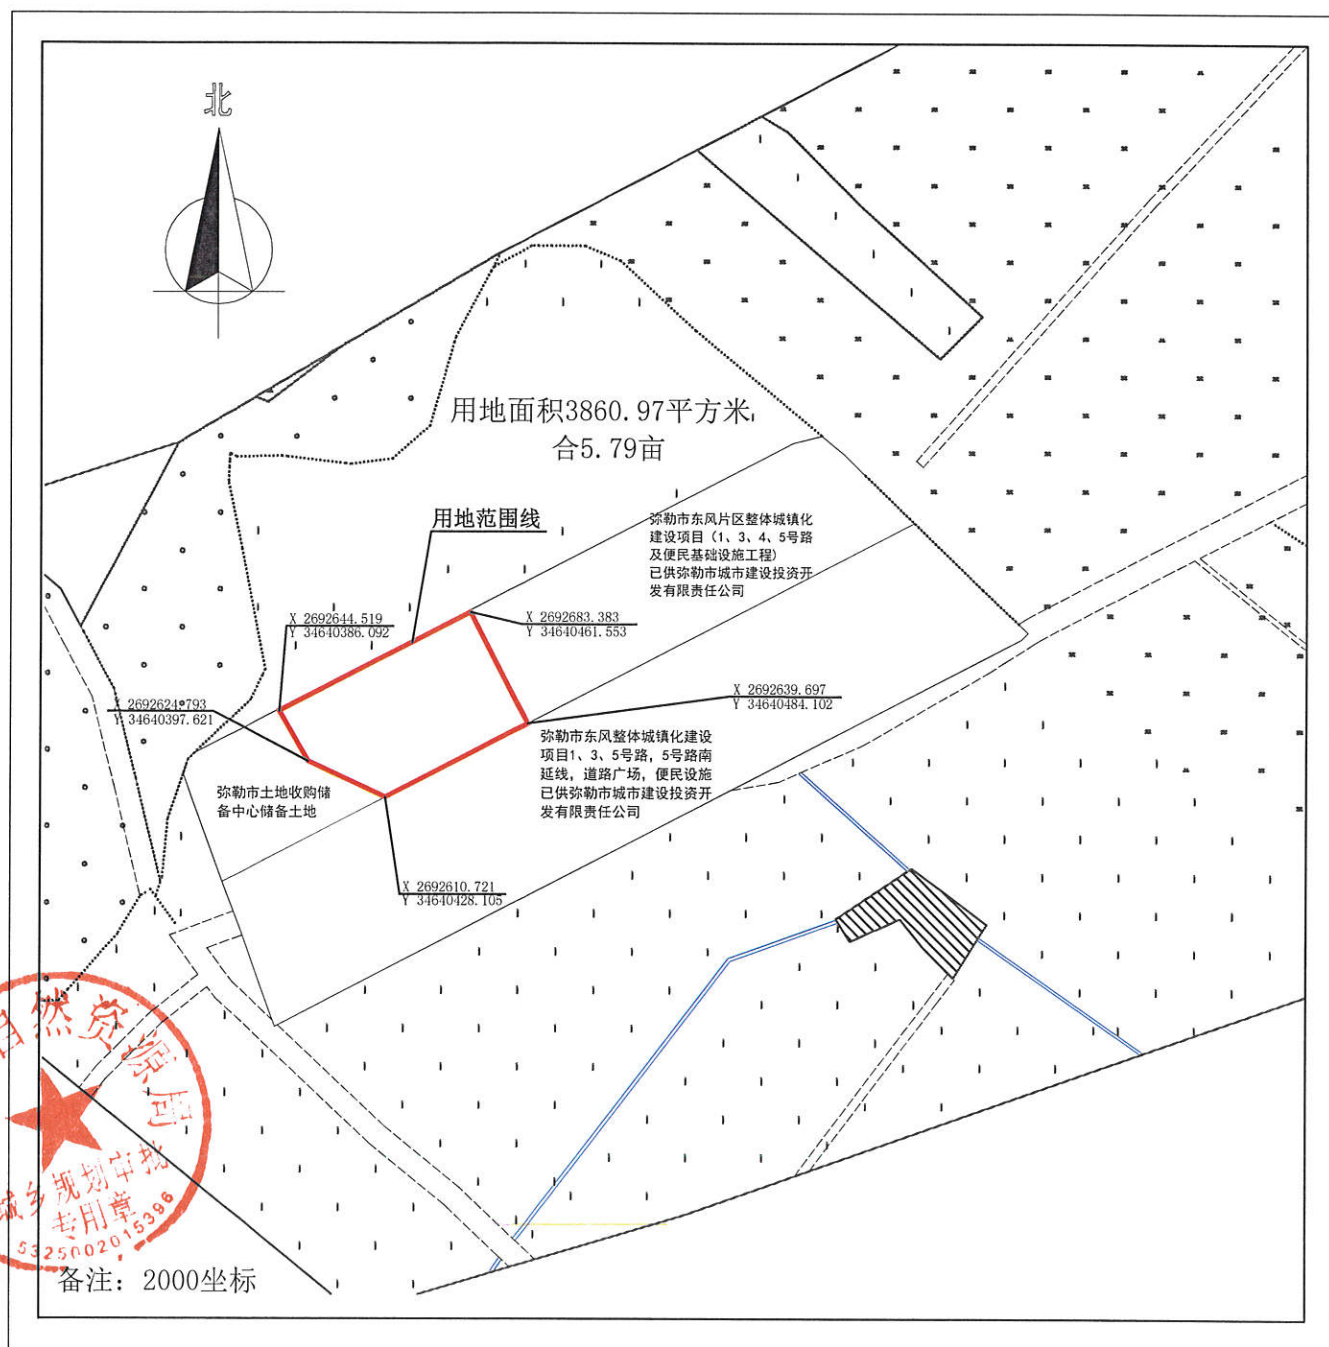 北
用地面积3860.97平方米,
合5.79亩
用地范围线
弥勒市东风片区整体城镇化
建设项目（1、3、4、5号路
及便民基础设施工程）
已供弥勒市城市建设投资开
发有限责任公司
X 2692644.519
Y 34640386.092
X 2692683.383
Y 34640461.553
X 2692639.697
Y 34640484.102
X 2692624.793
Y 34640397.621
弥勒市东风整体城镇化建设
项目1、3、5号路，5号路南
延线，道路广场，便民设施
已供弥勒市城市建设投资开
发有限责任公司
弥勒市土地收购储
备中心储备土地
X 2692610.721
Y 34640428.105
自然资源局
城乡规划审批
专用章
5325002015396
备注：2000坐标